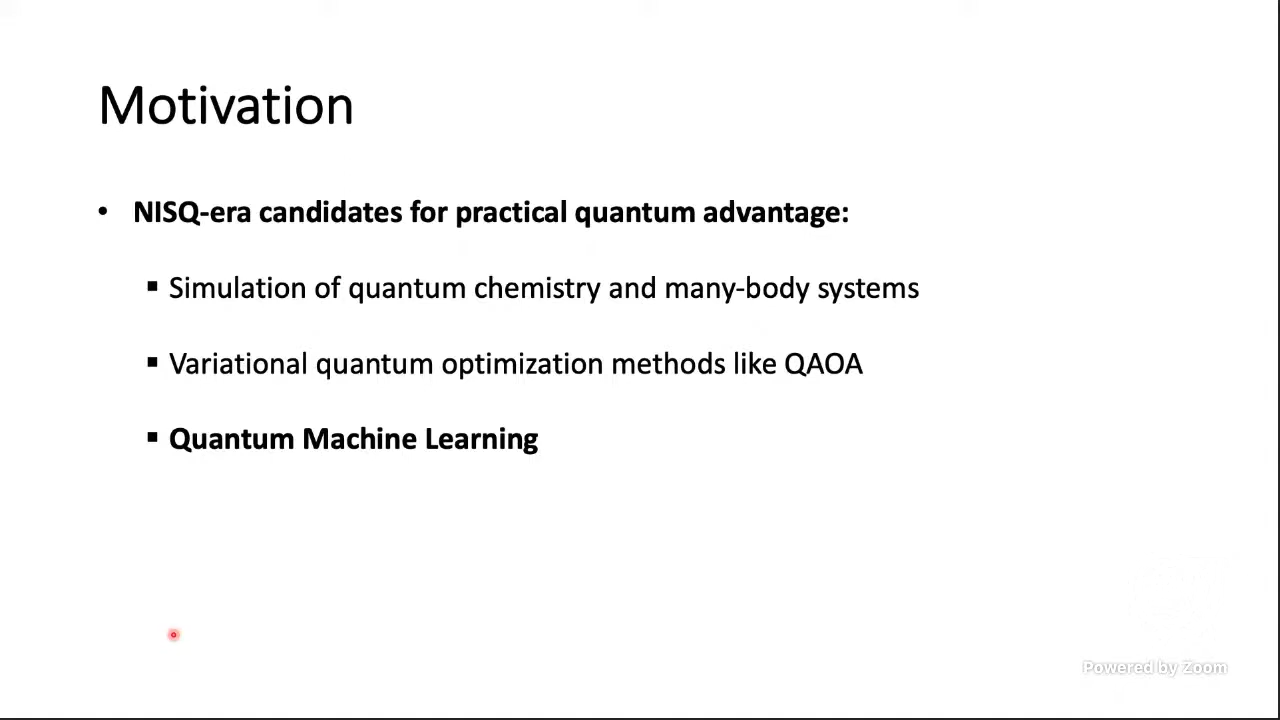 Motivation
• NISQ-era candidates for practical quantum advantage:
▪ Simulation of quantum chemistry and many-body systems
▪ Variational quantum optimization methods like QAOA
▪ Quantum Machine Learning
Powered by Zoom